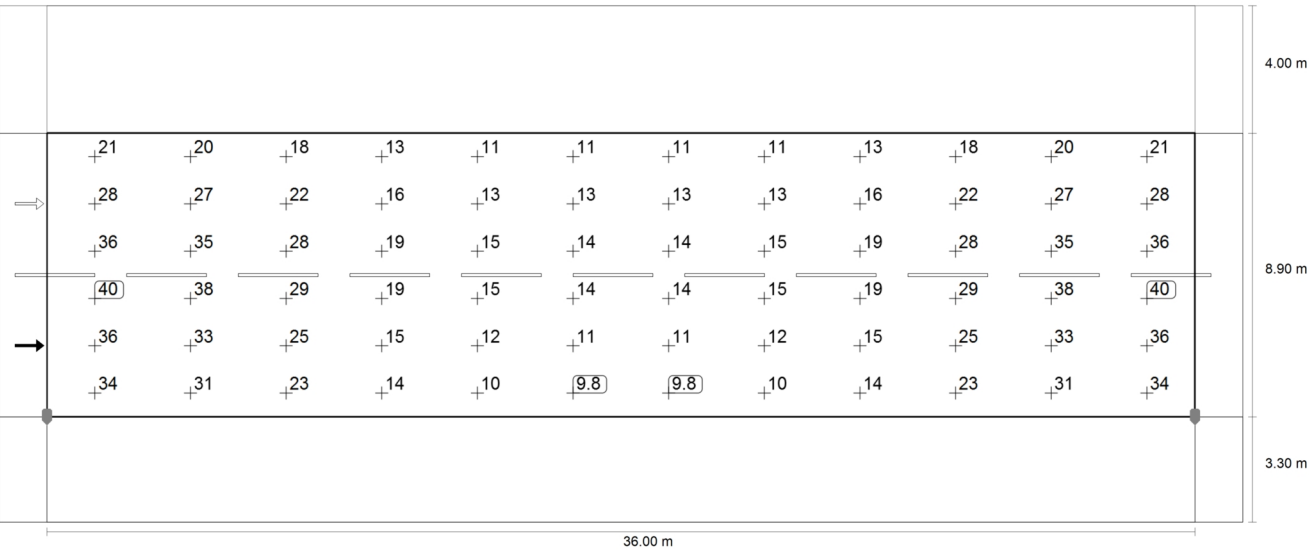 4.00 m
21 20 18 13 11 11 11 11 13 18 20 21
28 27 22 16 13 13 13 13 16 22 27 28
36 35 28 19 15 14 14 15 19 28 35 36
8.90 m
40 38 29 19 15 14 14 15 19 29 38 40
36 33 25 15 12 11 11 12 15 25 33 36
34 31 23 14 10 9.8 9.8 10 14 23 31 34
3.30 m
36.00 m